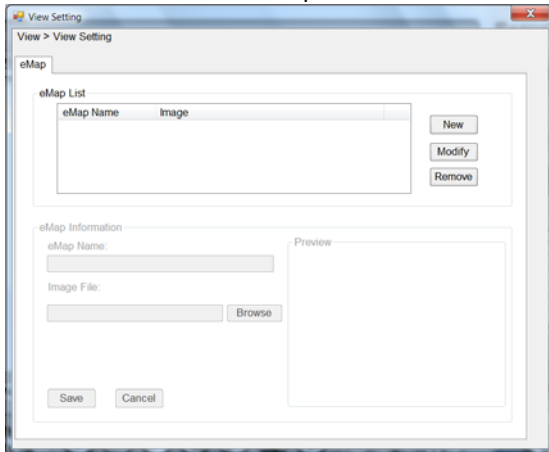 View Setting
View > View Setting
eMap
eMap List
eMap Name Image
New
Modify
Remove
eMap Information
eMap Name:
Preview
Image File:
Browse
Save Cancel